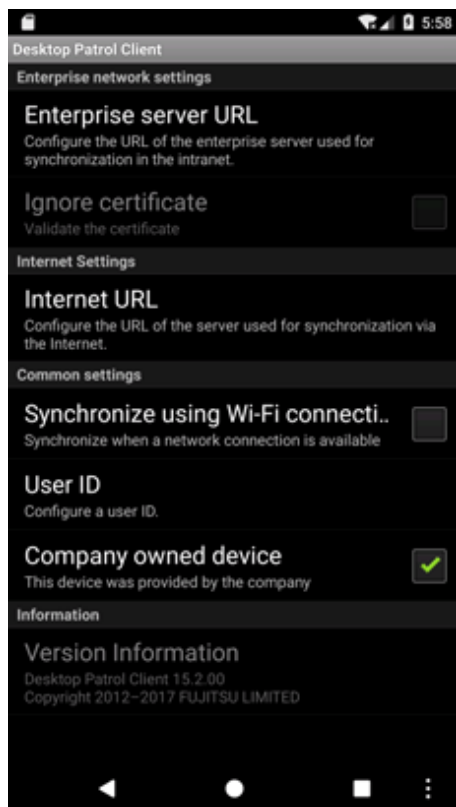 5:58
Desktop Patrol Client
Enterprise network settings
Enterprise server URL
Configure the URL of the enterprise server used for
synchronization in the intranet.
Ignore certificate
Validate the certificate
Internet Settings
Internet URL
Configure the URL of the server used for synchronization via
the Internet.
Common settings
Synchronize using Wi-Fi connecti..
Synchronize when a network connection is available
User ID
Configure a user ID.
Company owned device
This device was provided by the company
Information
Version Information
Desktop Patrol Client 15.2.00
Copyright 2012–2017 FUJITSU LIMITED